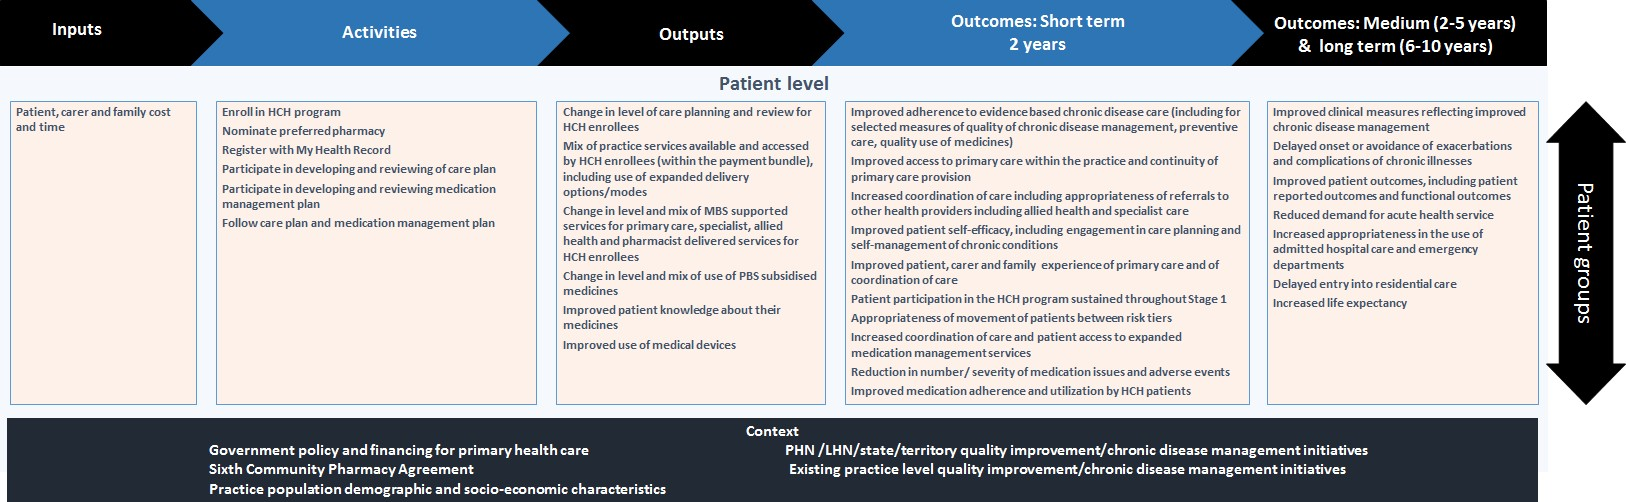 Inputs
Activities
Outputs
Outcomes: Short term
2 years
Outcomes: Medium (2-5 years)
& long term (6-10 years)
Patient level
Patient, carer and family cost
and time
Enroll in HCH program
Nominate preferred pharmacy
Register with My Health Record
Participate in developing and reviewing of care plan
Participate in developing and reviewing medication
management plan
Follow care plan and medication management plan
Change in level of care planning and review for
HCH enrollees
Mix of practice services available and accessed
by HCH enrollees (within the payment bundle),
including use of expanded delivery
options/modes
Change in level and mix of MBS supported
services for primary care, specialist, allied
health and pharmacist delivered services for
HCH enrollees
Change in level and mix of use of PBS subsidised
medicines
Improved patient knowledge about their
medicines
Improved use of medical devices
Improved adherence to evidence based chronic disease care (including for
selected measures of quality of chronic disease management, preventive
care, quality use of medicines)
Improved access to primary care within the practice and continuity of
primary care provision
Increased coordination of care including appropriateness of referrals to
other health providers including allied health and specialist care
Improved patient self-efficacy, including engagement in care planning and
self-management of chronic conditions
Improved patient, carer and family experience of primary care and of
coordination of care
Patient participation in the HCH program sustained throughout Stage 1
Appropriateness of movement of patients between risk tiers
Increased coordination of care and patient access to expanded
medication management services
Reduction in number/ severity of medication issues and adverse events
Improved medication adherence and utilization by HCH patients
Improved clinical measures reflecting improved
chronic disease management
Delayed onset or avoidance of exacerbations
and complications of chronic illnesses
Improved patient outcomes, including patient
reported outcomes and functional outcomes
Reduced demand for acute health service
Increased appropriateness in the use of
admitted hospital care and emergency
departments
Delayed entry into residential care
Increased life expectancy
Patient groups
Context
Government policy and financing for primary health care
Sixth Community Pharmacy Agreement
Practice population demographic and socio-economic characteristics
PHN /LHN/state/territory quality improvement/chronic disease management initiatives
Existing practice level quality improvement/chronic disease management initiatives